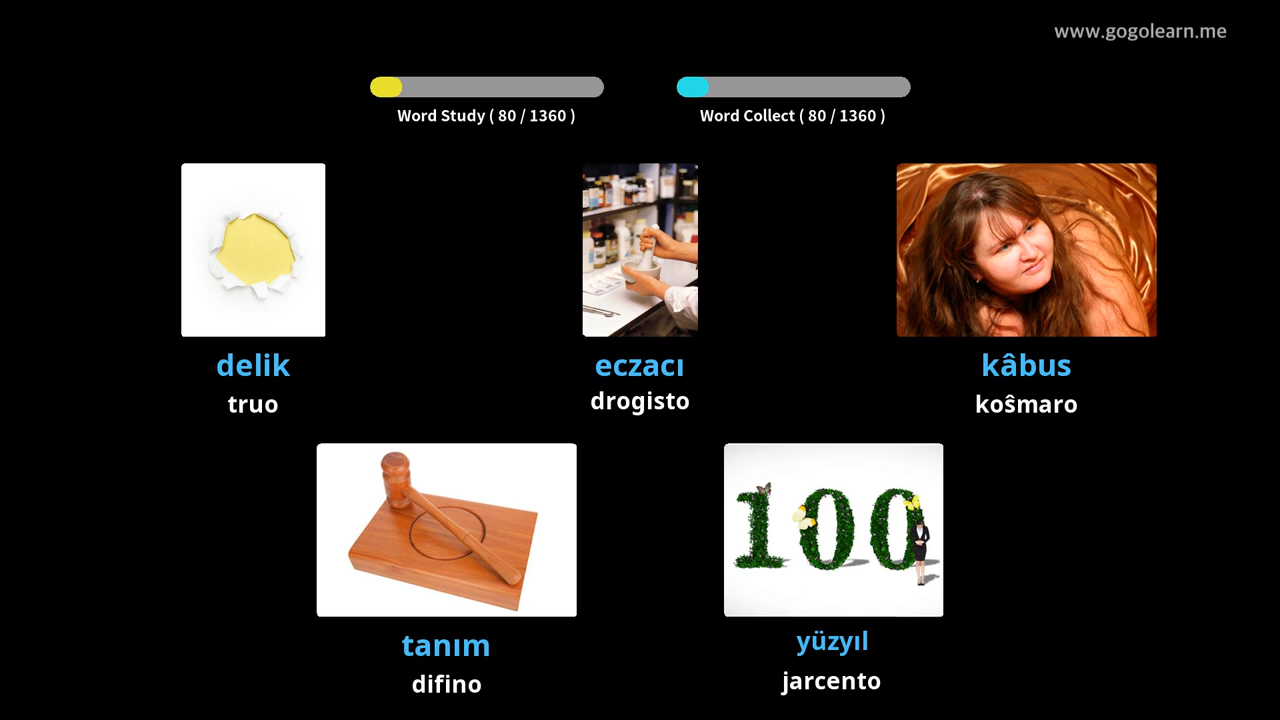 www.gogolearn.me
Word Study ( 80 / 1360 )
Word Collect ( 80 / 1360 )
delik
truo
eczacı
drogisto
kâbus
koŝmaro
tanım
difino
100
yüzyıl
jarcento